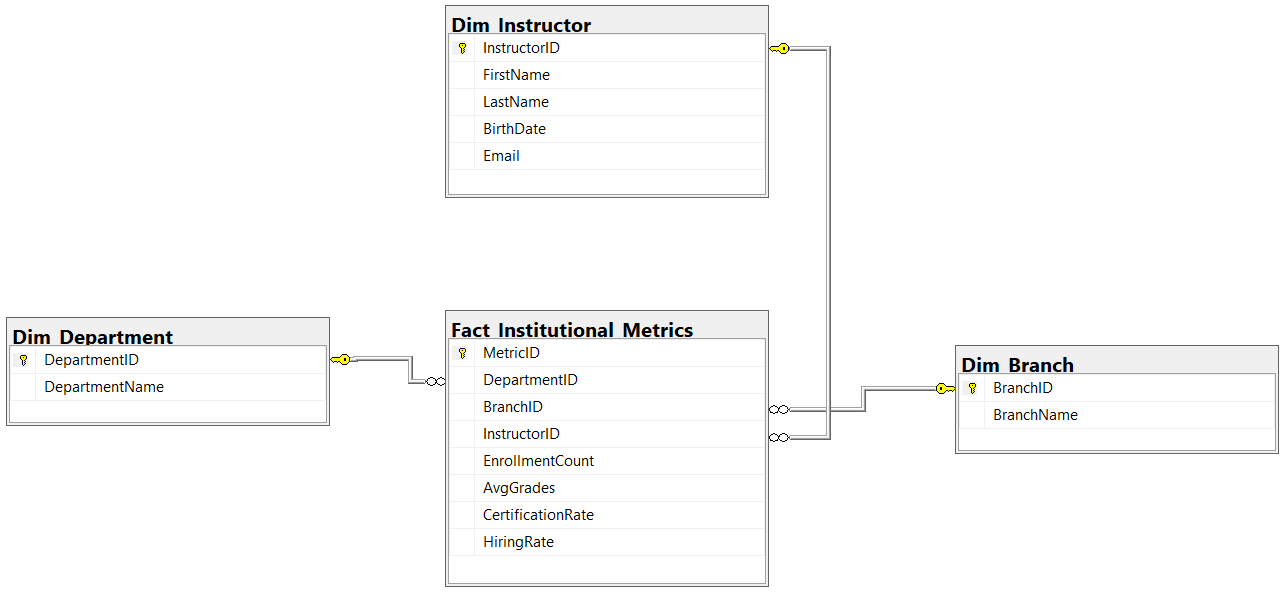 Dim_Instructor
InstructorID
FirstName
LastName
BirthDate
Email
Dim_Department
DepartmentID
DepartmentName
Fact_Institutional_Metrics
MetricID
DepartmentID
BranchID
InstructorID
EnrollmentCount
AvgGrades
CertificationRate
HiringRate
Dim_Branch
BranchID
BranchName